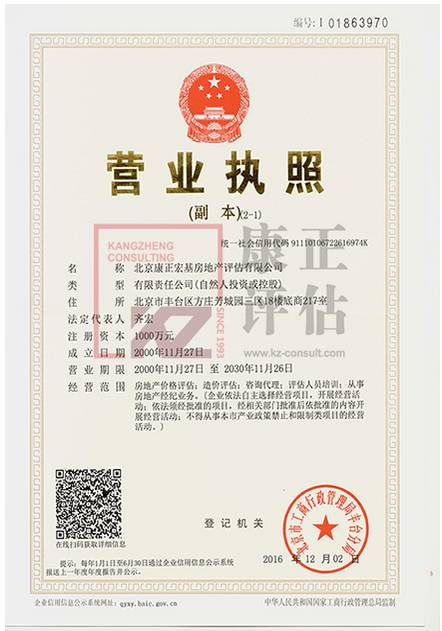 编号:1 01863970
营业执照
(副 本)(2-1)
KANGZHENG
CONSULTING
康正
评估
KZ
SINCE 1993
www.kz-consult.com
统一社会信用代码 91110106722616974K
名 称 北京康正宏基房地产评估有限公司
类 型 有限责任公司(自然人投资或控股)
住 所 北京市丰台区方庄芳城园三区18楼底商217室
法定代表人 齐宏
注册资本 1000万元
成立日期 2000年11月27日
营业期限 2000年11月27日 至 2030年11月26日
经营范围 房地产价格评估；造价评估；咨询代理；评估人员培训；从事
房地产经纪业务。(企业依法自主选择经营项目，开展经营活
动；依法须经批准的项目，经相关部门批准后依批准的内容开
展经营活动；不得从事本市产业政策禁止和限制类项目的经营
活动。)
在线扫码获取详细信息
登记机关
北京市工商行政管理局丰台分局
2016 年 12 月 02 日
提示：每年1月1日至6月30日通过企业信用信息公示系统
报送上一年度年度报告并公示。
企业信用信息公示系统网址：qyxy.baic.gov.cn
中华人民共和国国家工商行政管理总局监制